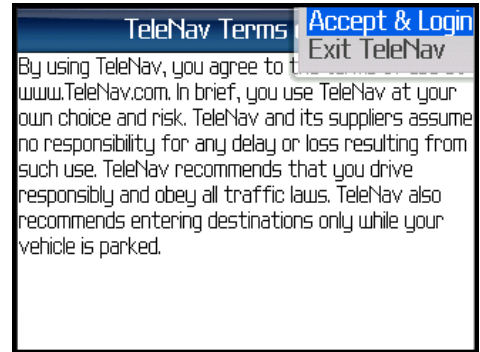 TeleNav Terms
Accept & Login
Exit TeleNav
By using TeleNav, you agree to
www.TeleNav.com. In brief, you use TeleNav at your
own choice and risk. TeleNav and its suppliers assume
no responsibility for any delay or loss resulting from
such use. TeleNav recommends that you drive
responsibly and obey all traffic laws. TeleNav also
recommends entering destinations only while your
vehicle is parked.